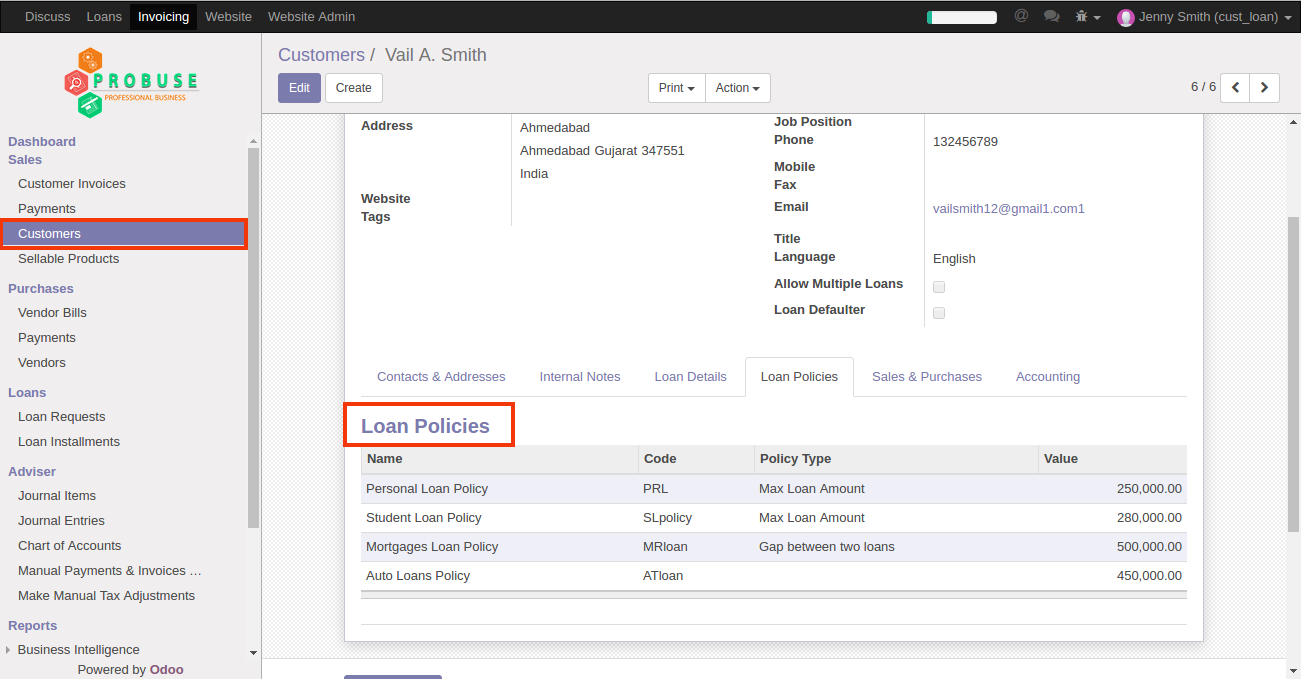 Discuss Loans Invoicing Website Website Admin @ Jenny Smith (cust_loan)
PROBUSE
PROFESSIONAL BUSINESS
Dashboard
Sales
Customer Invoices
Payments
Customers
Sellable Products
Purchases
Vendor Bills
Payments
Vendors
Loans
Loan Requests
Loan Installments
Adviser
Journal Items
Journal Entries
Chart of Accounts
Manual Payments & Invoices …
Make Manual Tax Adjustments
Reports
Business Intelligence
Powered by Odoo
Customers / Vail A. Smith
Edit Create Print Action 6 / 6
Address
Ahmedabad
Ahmedabad Gujarat 347551
India
Website
Tags
Job Position
Phone 132456789
Mobile
Fax
Email vailsmith12@gmail1.com1
Title
Language English
Allow Multiple Loans
Loan Defaulter
Contacts & Addresses Internal Notes Loan Details Loan Policies Sales & Purchases Accounting
Loan Policies
Name Code Policy Type Value
Personal Loan Policy PRL Max Loan Amount 250,000.00
Student Loan Policy SLpolicy Max Loan Amount 280,000.00
Mortgages Loan Policy MRloan Gap between two loans 500,000.00
Auto Loans Policy ATloan 450,000.00